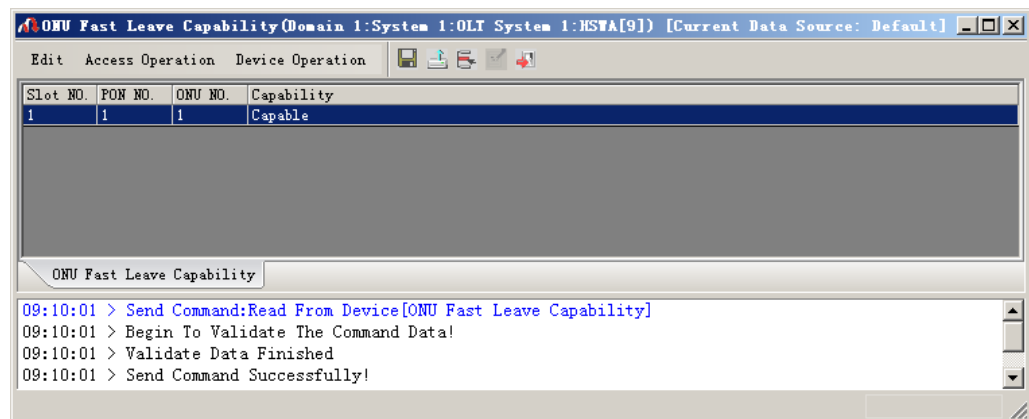 ONU Fast Leave Capability(Domain 1:System 1:OLT System 1:HSWA[9]) [Current Data Source: Default]
Edit Access Operation Device Operation
Slot NO. PON NO. ONU NO. Capability
1 1 1 Capable
ONU Fast Leave Capability
09:10:01 > Send Command:Read From Device[ONU Fast Leave Capability]
09:10:01 > Begin To Validate The Command Data!
09:10:01 > Validate Data Finished
09:10:01 > Send Command Successfully!